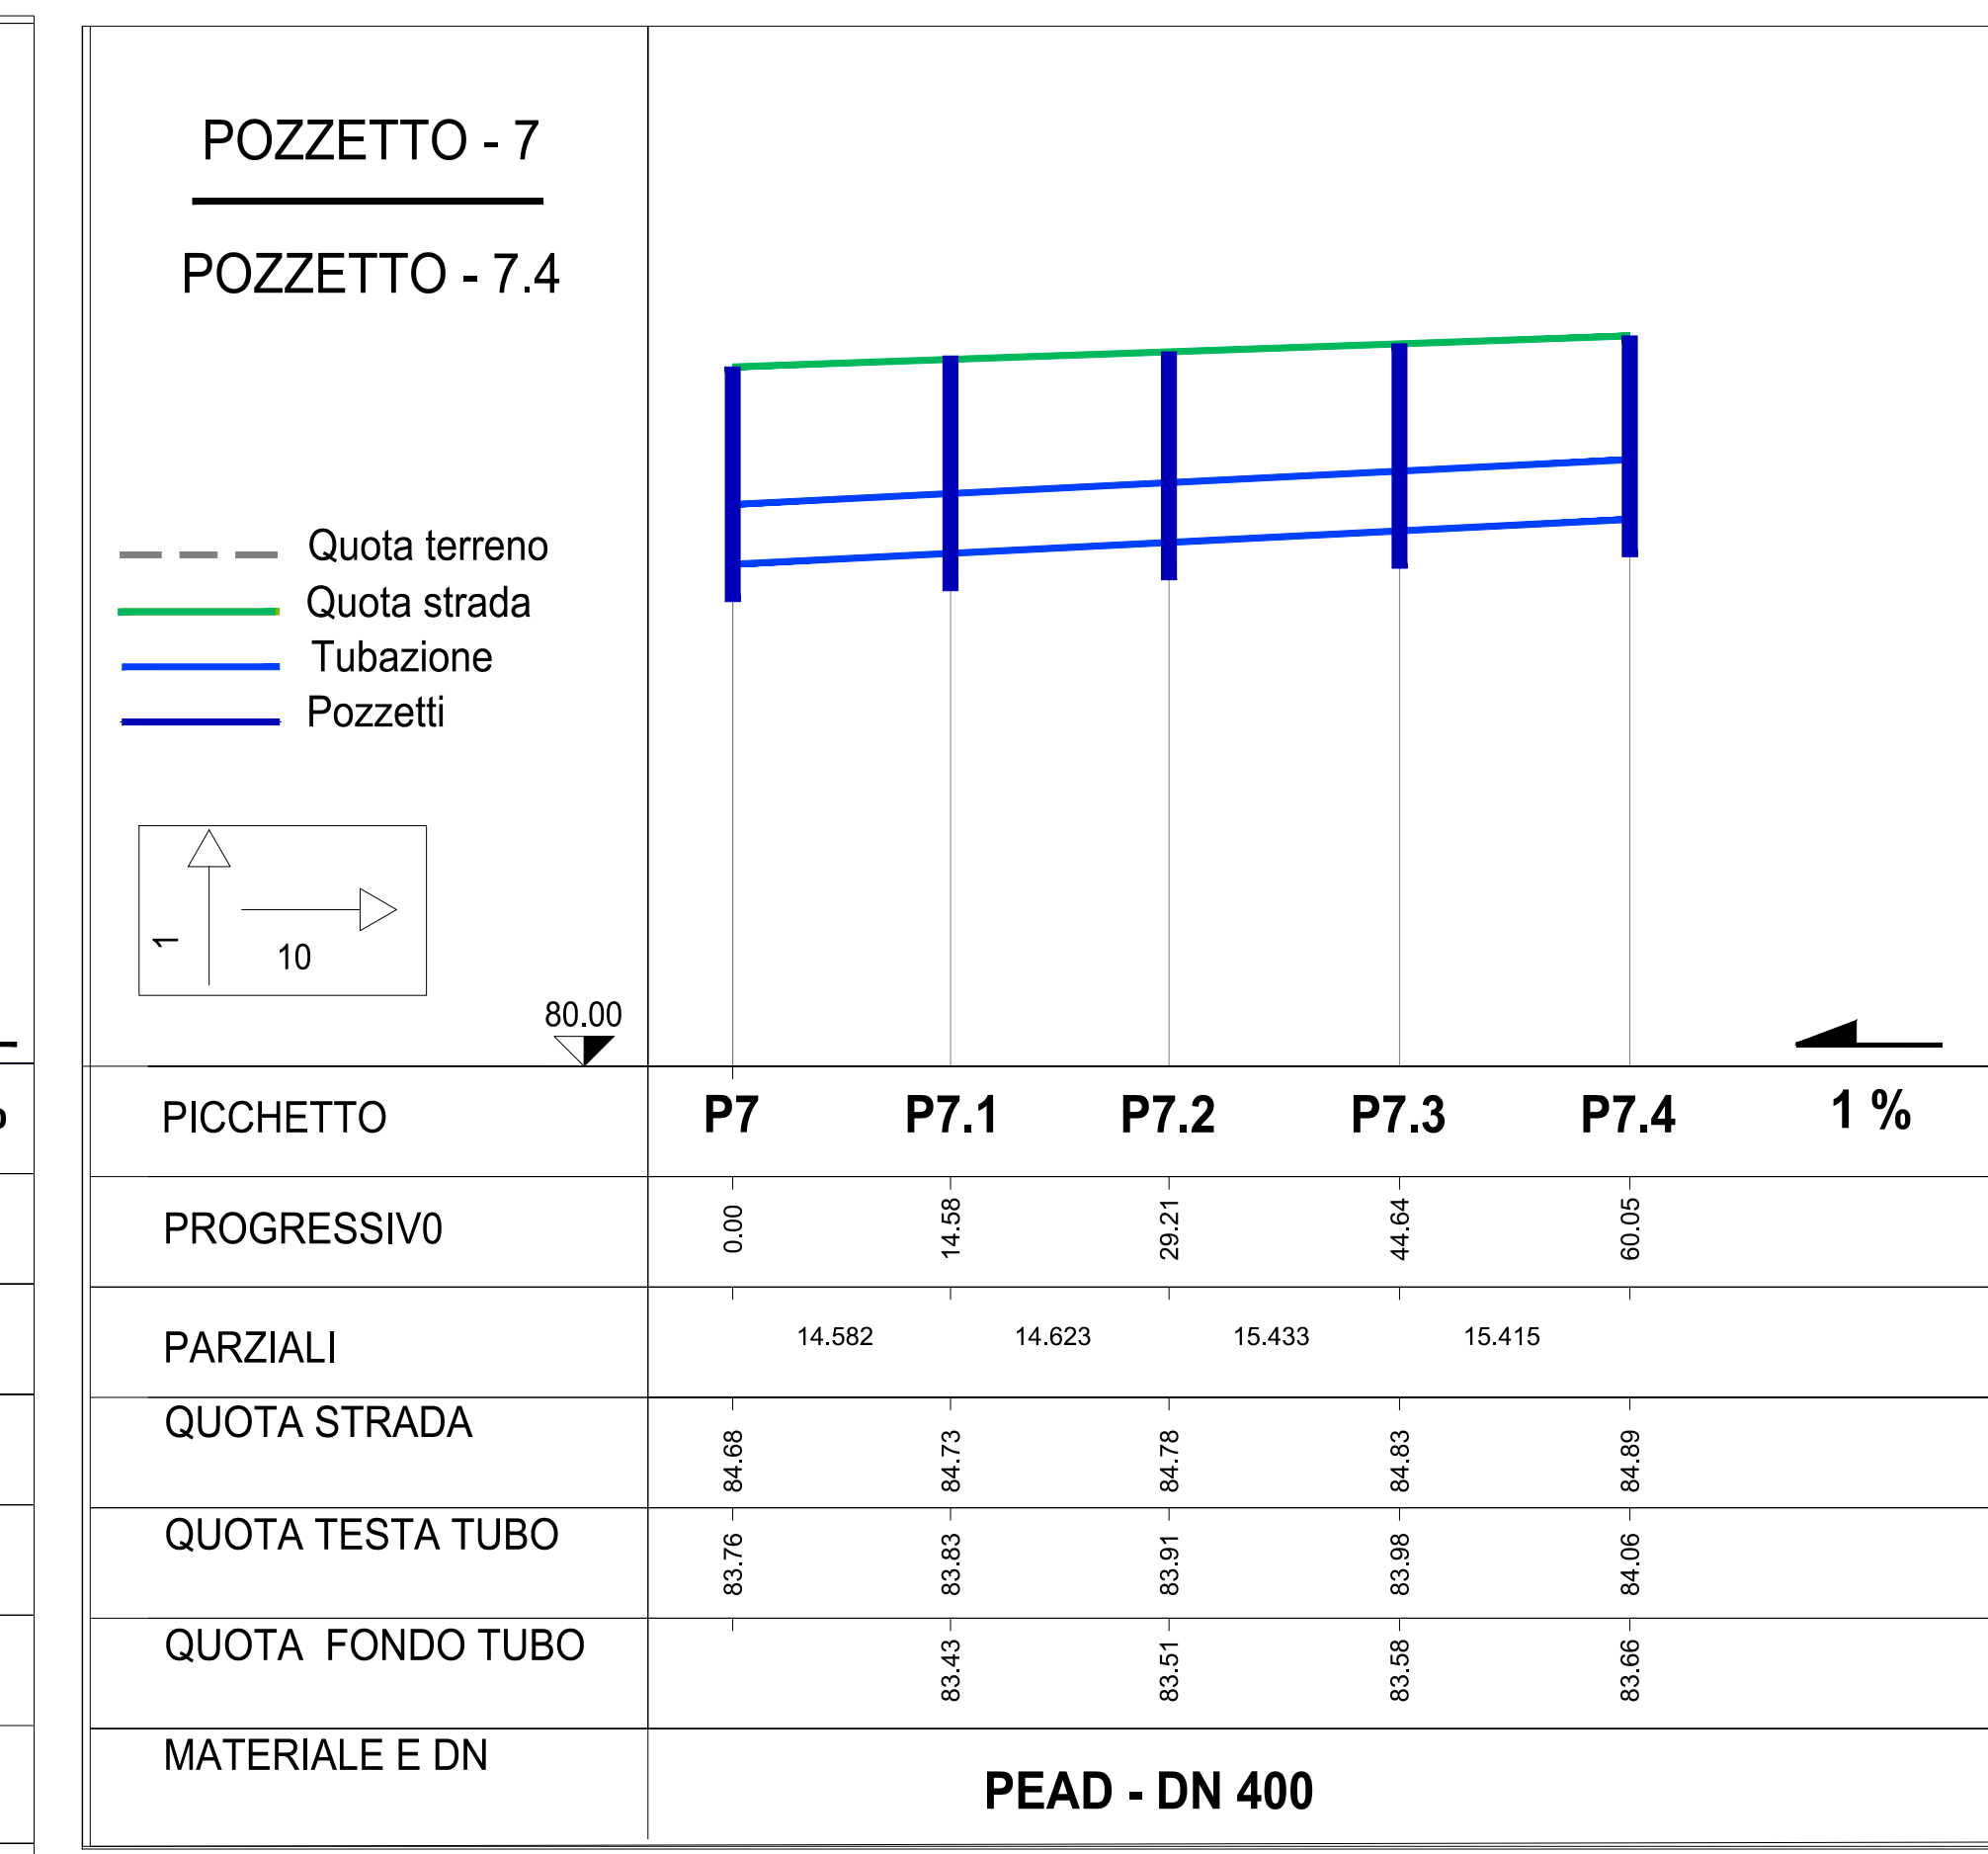 POZZETTO - 7
POZZETTO - 7.4
Quota terreno
Quota strada
Tubazione
Pozzetti
1
10
80.00
PICCHETTO P7 P7.1 P7.2 P7.3 P7.4 1 %
PROGRESSIV0 0.00 14.58 29.21 44.64 60.05
PARZIALI 14.582 14.623 15.433 15.415
QUOTA STRADA 84.68 84.73 84.78 84.83 84.89
QUOTA TESTA TUBO 83.76 83.83 83.91 83.98 84.06
QUOTA FONDO TUBO 83.43 83.51 83.58 83.66
MATERIALE E DN PEAD - DN 400